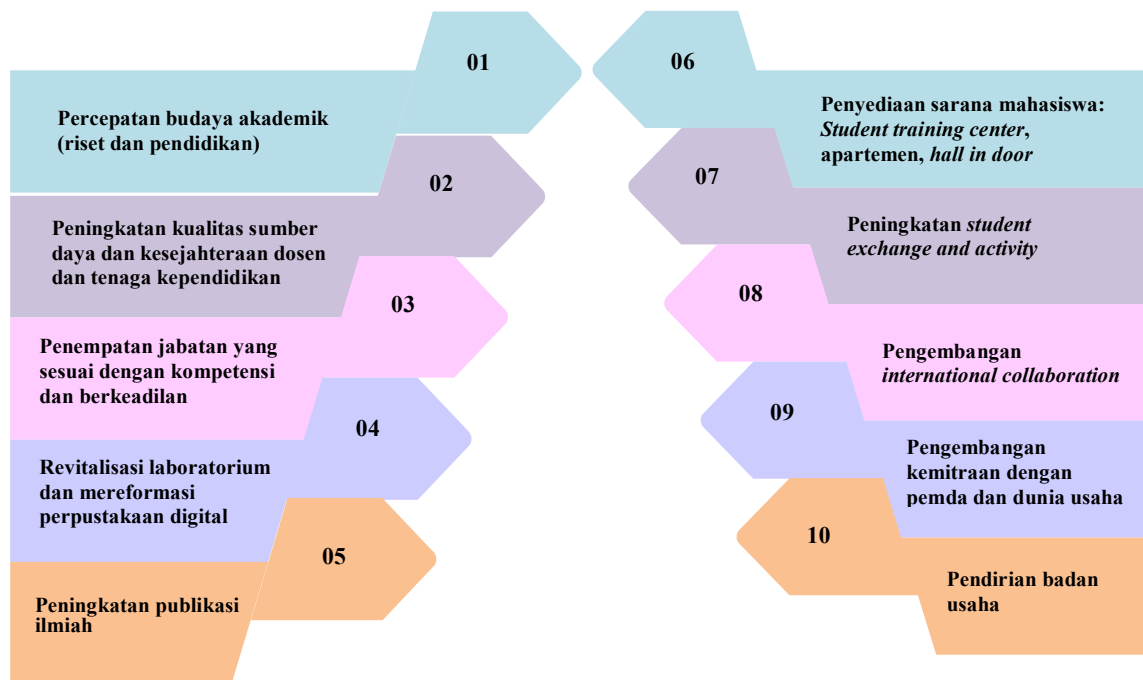 01
Percepatan budaya akademik
(riset dan pendidikan)
02
Peningkatan kualitas sumber
daya dan kesejahteraan dosen
dan tenaga kependidikan
03
Penempatan jabatan yang
sesuai dengan kompetensi
dan berkeadilan
04
Revitalisasi laboratorium
dan mereformasi
perpustakaan digital
05
Peningkatan publikasi
ilmiah
06
Penyediaan sarana mahasiswa:
Student training center,
apartemen, hall in door
07
Peningkatan student
exchange and activity
08
Pengembangan
international collaboration
09
Pengembangan
kemitraan dengan
pemda dan dunia usaha
10
Pendirian badan
usaha